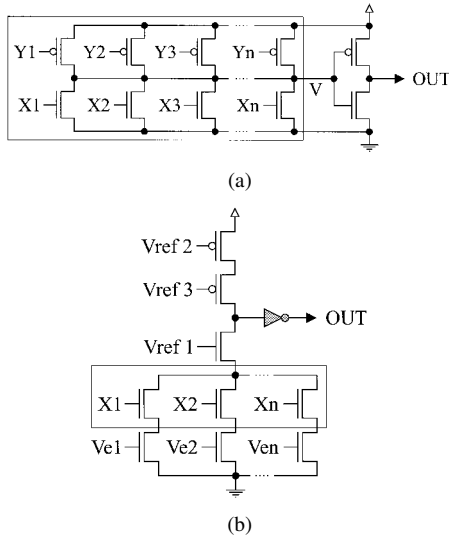 Y1 Y2 Y3 Yn
V OUT
X1 X2 X3 Xn
(a)
Vref 2
Vref 3
OUT
Vref 1
X1 X2 Xn
Ve1 Ve2 Ven
(b)